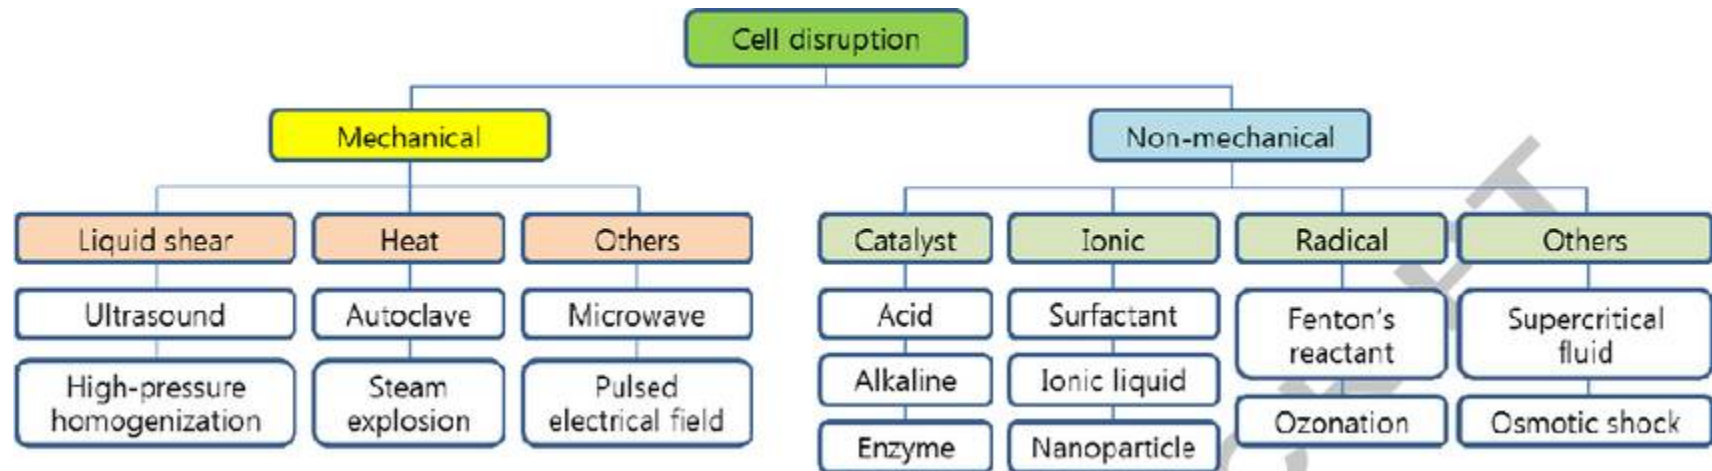 Cell disruption
Mechanical
Non-mechanical
Liquid shear
Heat
Others
Catalyst
Ionic
Radical
Others
Ultrasound
Autoclave
Microwave
Acid
Surfactant
Fenton's
reactant
Supercritical
fluid
High-pressure
homogenization
Steam
explosion
Pulsed
electrical field
Alkaline
Ionic liquid
Ozonation
Osmotic shock
Enzyme
Nanoparticle